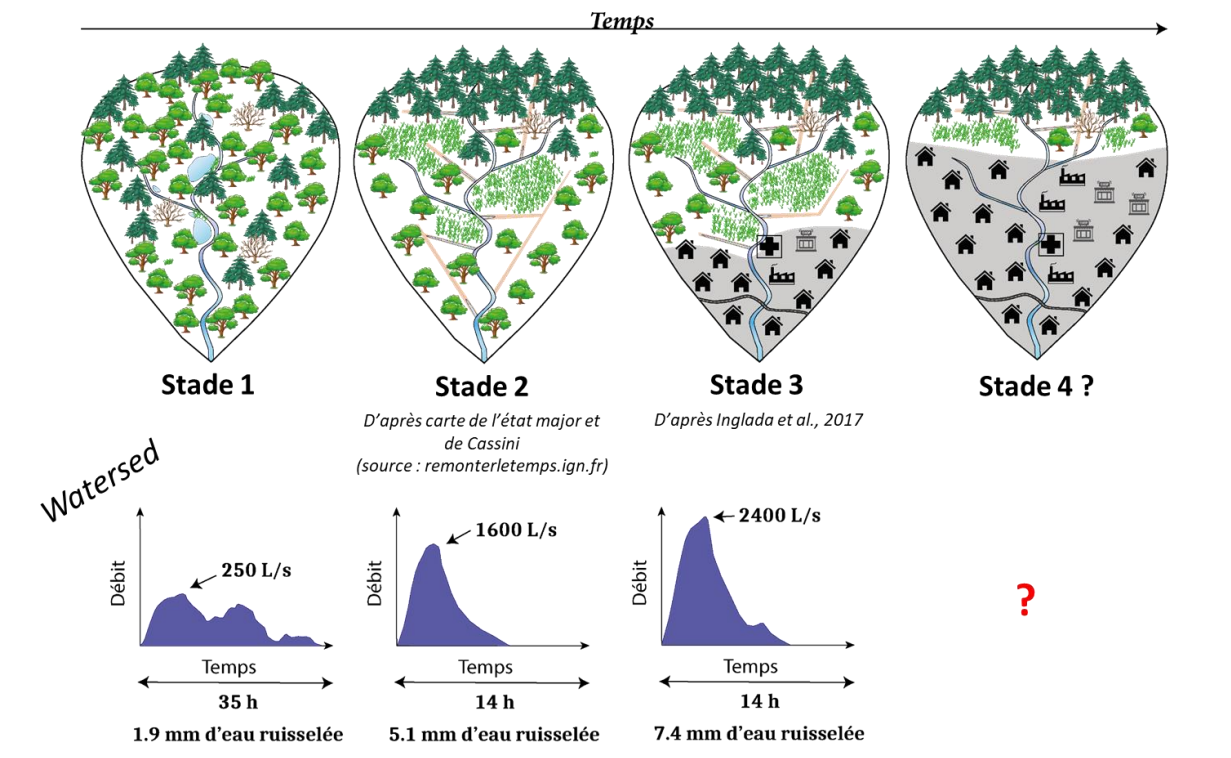 Temps
Stade 1
Stade 2
Stade 3
Stade 4 ?
D'après carte de l'état major et
de Cassini
(source : remonterletemps.ign.fr)
D'après Inglada et al., 2017
Watersed
Débit
250 L/s
Temps
35 h
1.9 mm d'eau ruisselée
Débit
1600 L/s
Temps
14 h
5.1 mm d'eau ruisselée
Débit
2400 L/s
Temps
14 h
7.4 mm d'eau ruisselée
?